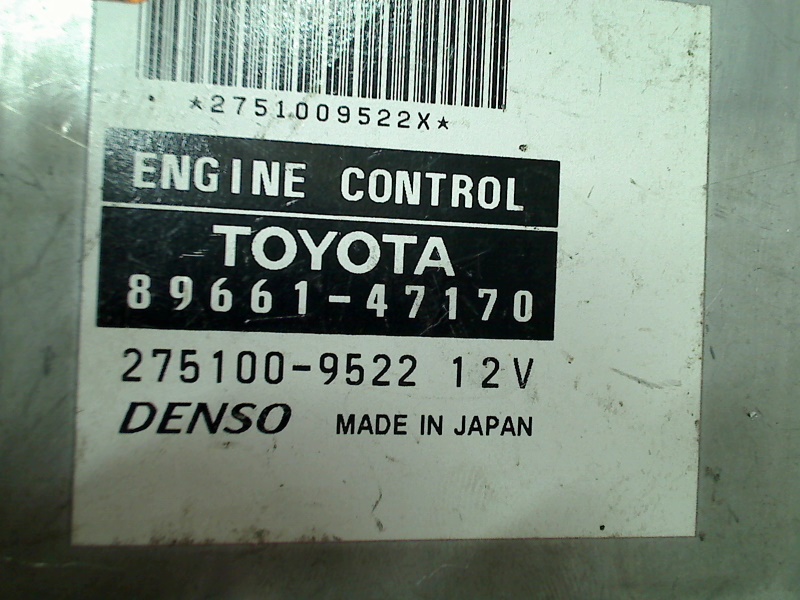 *2751009522X*
ENGINE CONTROL
TOYOTA
89661-47170
275100-9522 12V
DENSO MADE IN JAPAN